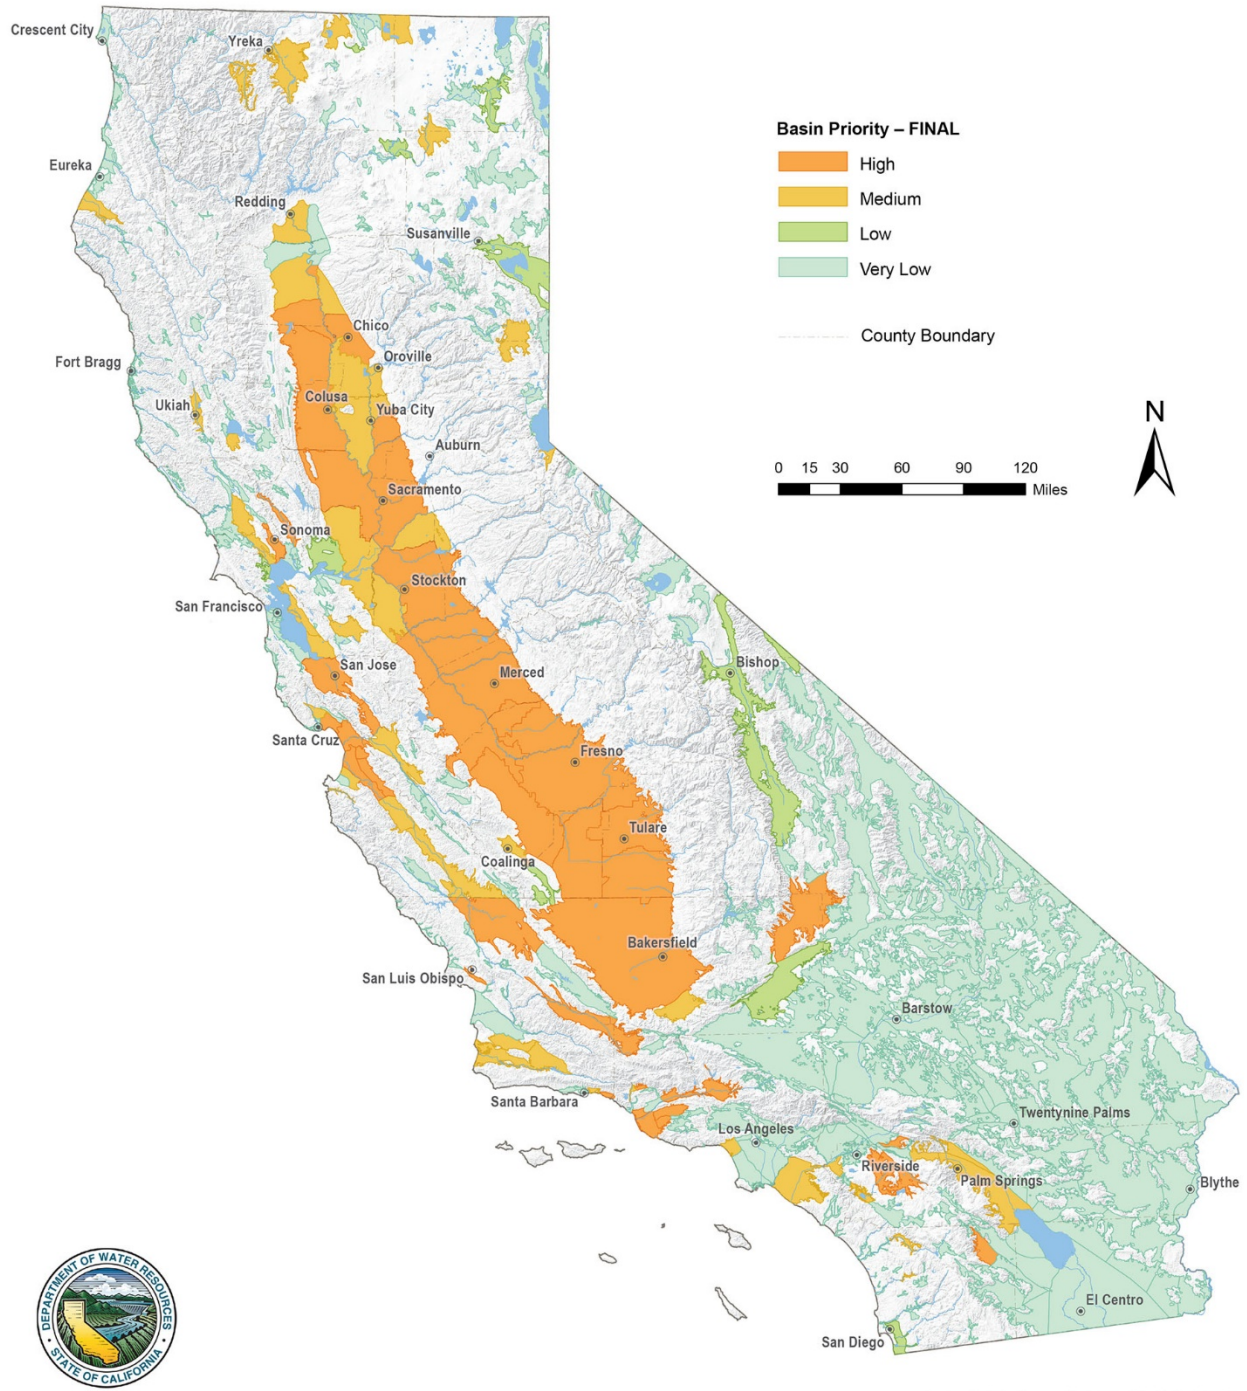 Crescent City
Yreka
Eureka
Redding
Susanville
Chico
Fort Bragg
Oroville
Ukiah
Colusa
Yuba City
Auburn
Sacramento
Sonoma
Stockton
San Francisco
San Jose
Merced
Bishop
Santa Cruz
Fresno
Tulare
Coalinga
Bakersfield
San Luis Obispo
Barstow
Santa Barbara
Twentynine Palms
Los Angeles
Riverside
Palm Springs
Blythe
El Centro
San Diego
Basin Priority – FINAL
High
Medium
Low
Very Low
County Boundary
N
0 15 30 60 90 120
Miles
DEPARTMENT OF WATER RESOURCES
STATE OF CALIFORNIA